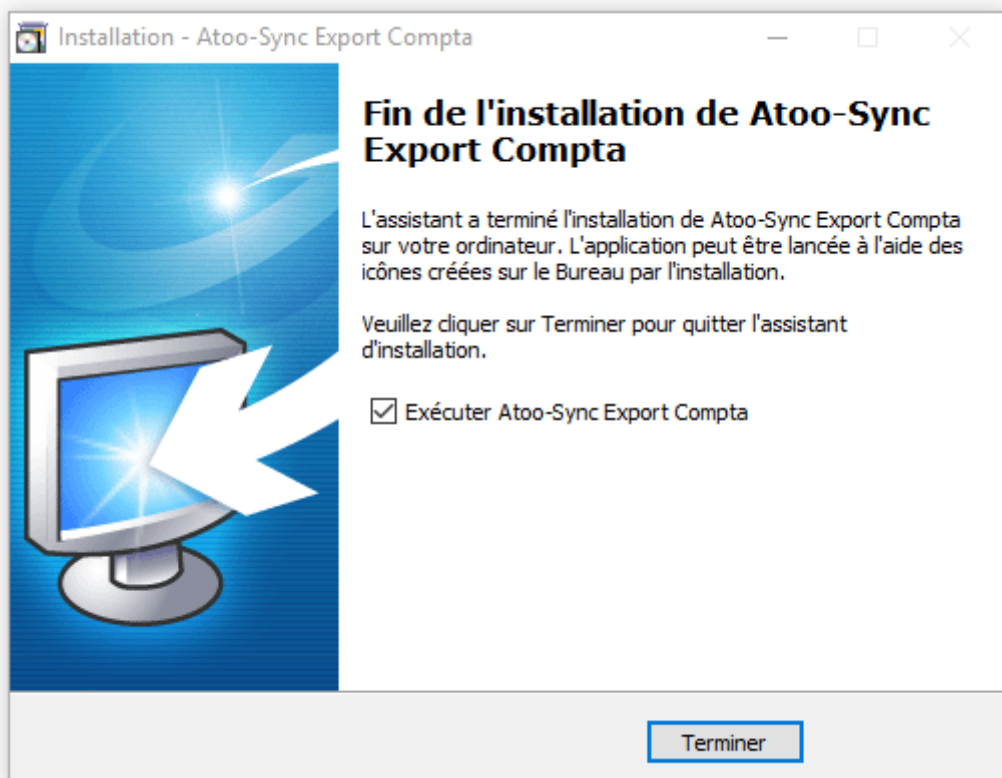 Installation - Atoo-Sync Export Compta
Fin de l'installation de Atoo-Sync
Export Compta
L'assistant a terminé l'installation de Atoo-Sync Export Compta
sur votre ordinateur. L'application peut être lancée à l'aide des
icônes créées sur le Bureau par l'installation.
Veuillez cliquer sur Terminer pour quitter l'assistant
d'installation.
Exécuter Atoo-Sync Export Compta
Terminer